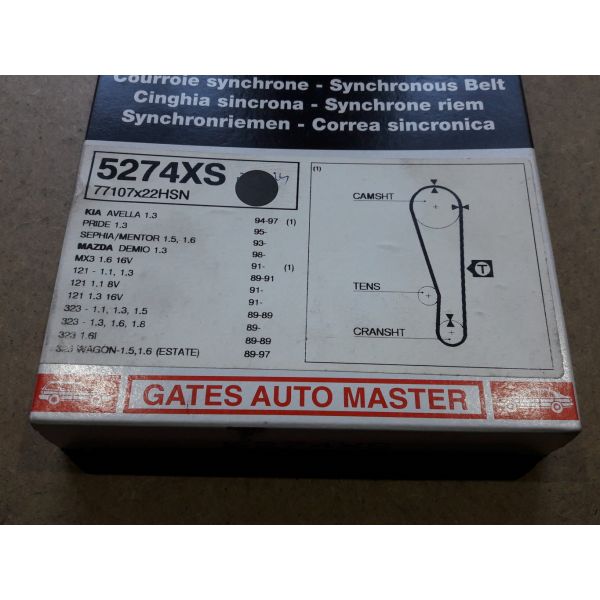 Courroie synchrone - Synchronous Belt
Cinghia sincrona - Synchrone riem
Synchronriemen - Correa sincronica
5274XS
77107x22HSN
KIA AVELLA 1.3 94-97 (1)
PRIDE 1.3 95-
SEPHIA/MENTOR 1.5, 1.6 93-
MAZDA DEMIO 1.3 98-
MX3 1.6 16V 91- (1)
121 - 1.1, 1.3 89-91
121 1.1 8V 91-
121 1.3 16V 91-
323 - 1.1, 1.3, 1.5 89-89
323 - 1.3, 1.6, 1.8 89-
323 1.6I 89-89
323 WAGON-1.5,1.6 (ESTATE) 89-97
(1)
CAMSHT
T
TENS
CRANSHT
GATES AUTO MASTER